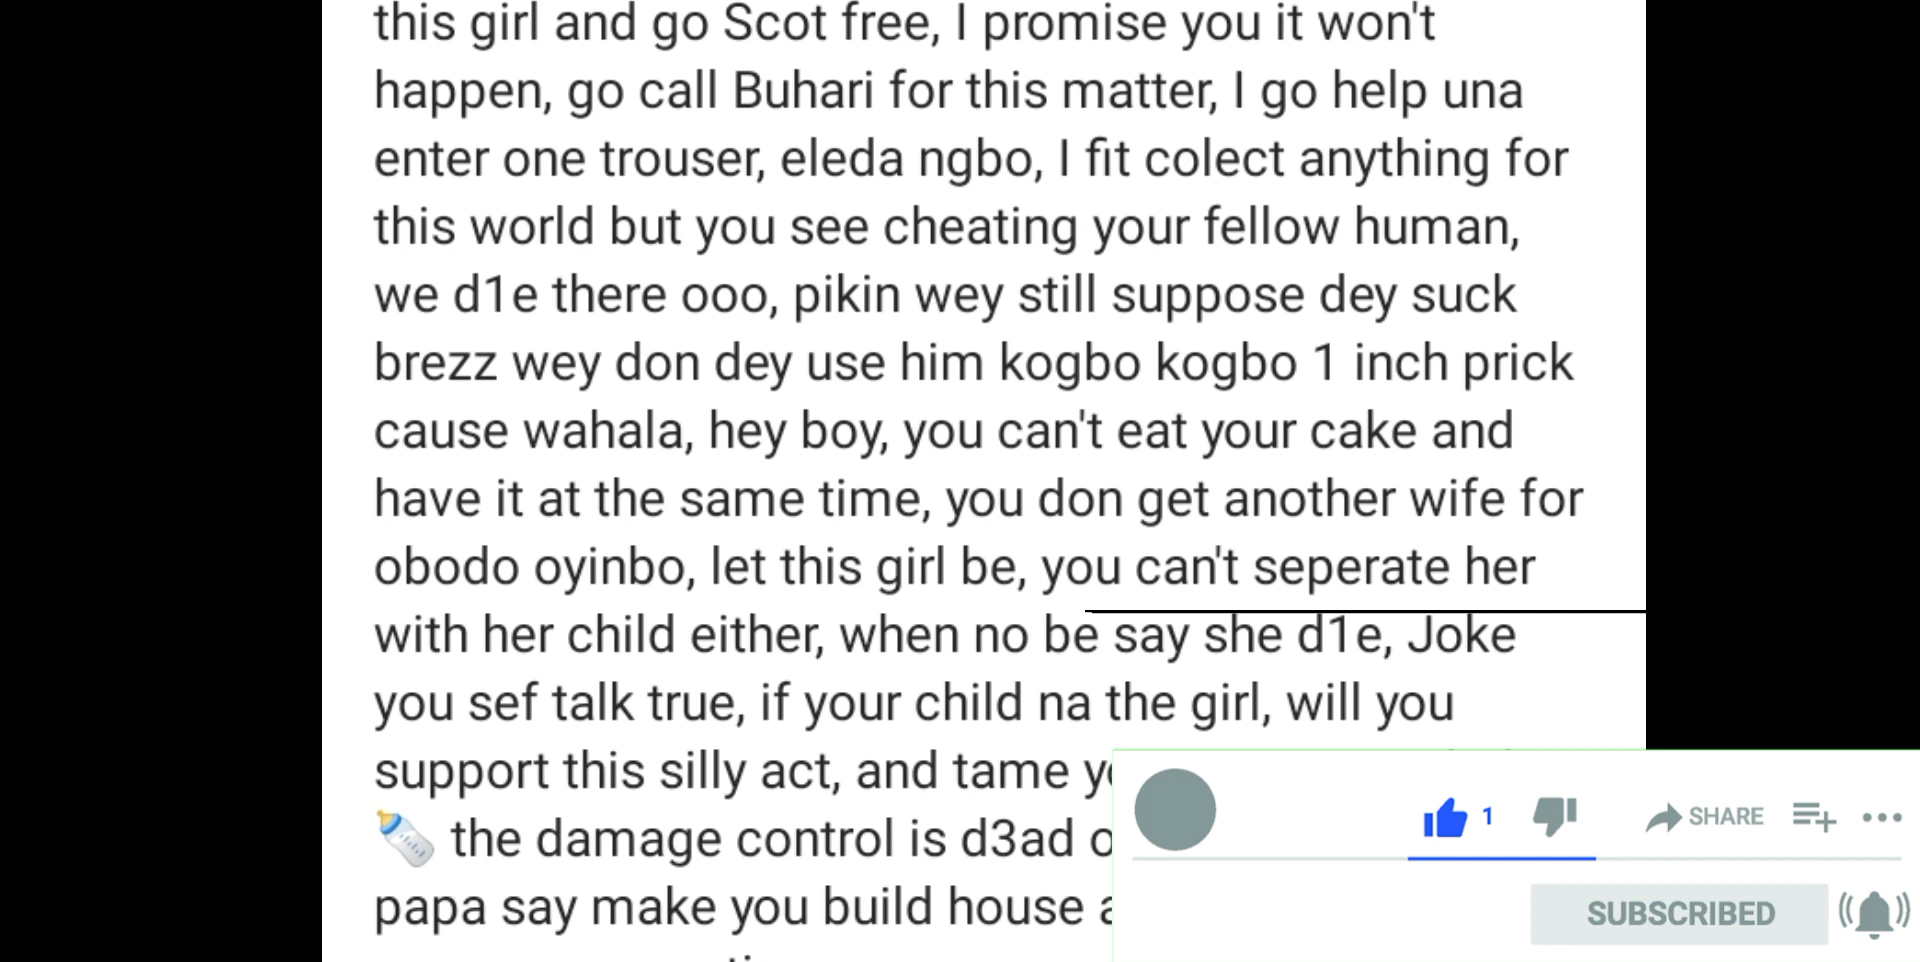 this girl and go Scot free, I promise you it won't
happen, go call Buhari for this matter, I go help una
enter one trouser, eleda ngbo, I fit colect anything for
this world but you see cheating your fellow human,
we d1e there ooo, pikin wey still suppose dey suck
brezz wey don dey use him kogbo kogbo 1 inch prick
cause wahala, hey boy, you can't eat your cake and
have it at the same time, you don get another wife for
obodo oyinbo, let this girl be, you can't seperate her
with her child either, when no be say she d1e, Joke
you sef talk true, if your child na the girl, will you
support this silly act, and tame
🍼 the damage control is d3ad
papa say make you build house
1
SHARE
SUBSCRIBED